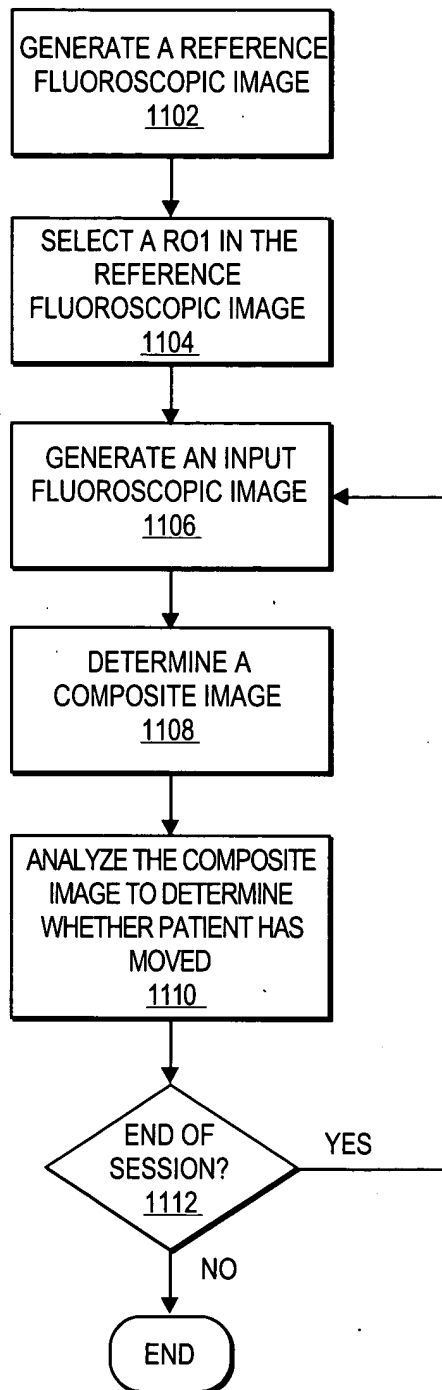 GENERATE A REFERENCE
FLUOROSCOPIC IMAGE
1102
SELECT A RO1 IN THE
REFERENCE
FLUOROSCOPIC IMAGE
1104
GENERATE AN INPUT
FLUOROSCOPIC IMAGE
1106
DETERMINE A
COMPOSITE IMAGE
1108
ANALYZE THE COMPOSITE
IMAGE TO DETERMINE
WHETHER PATIENT HAS
MOVED
1110
END OF
SESSION?
1112
YES
NO
END